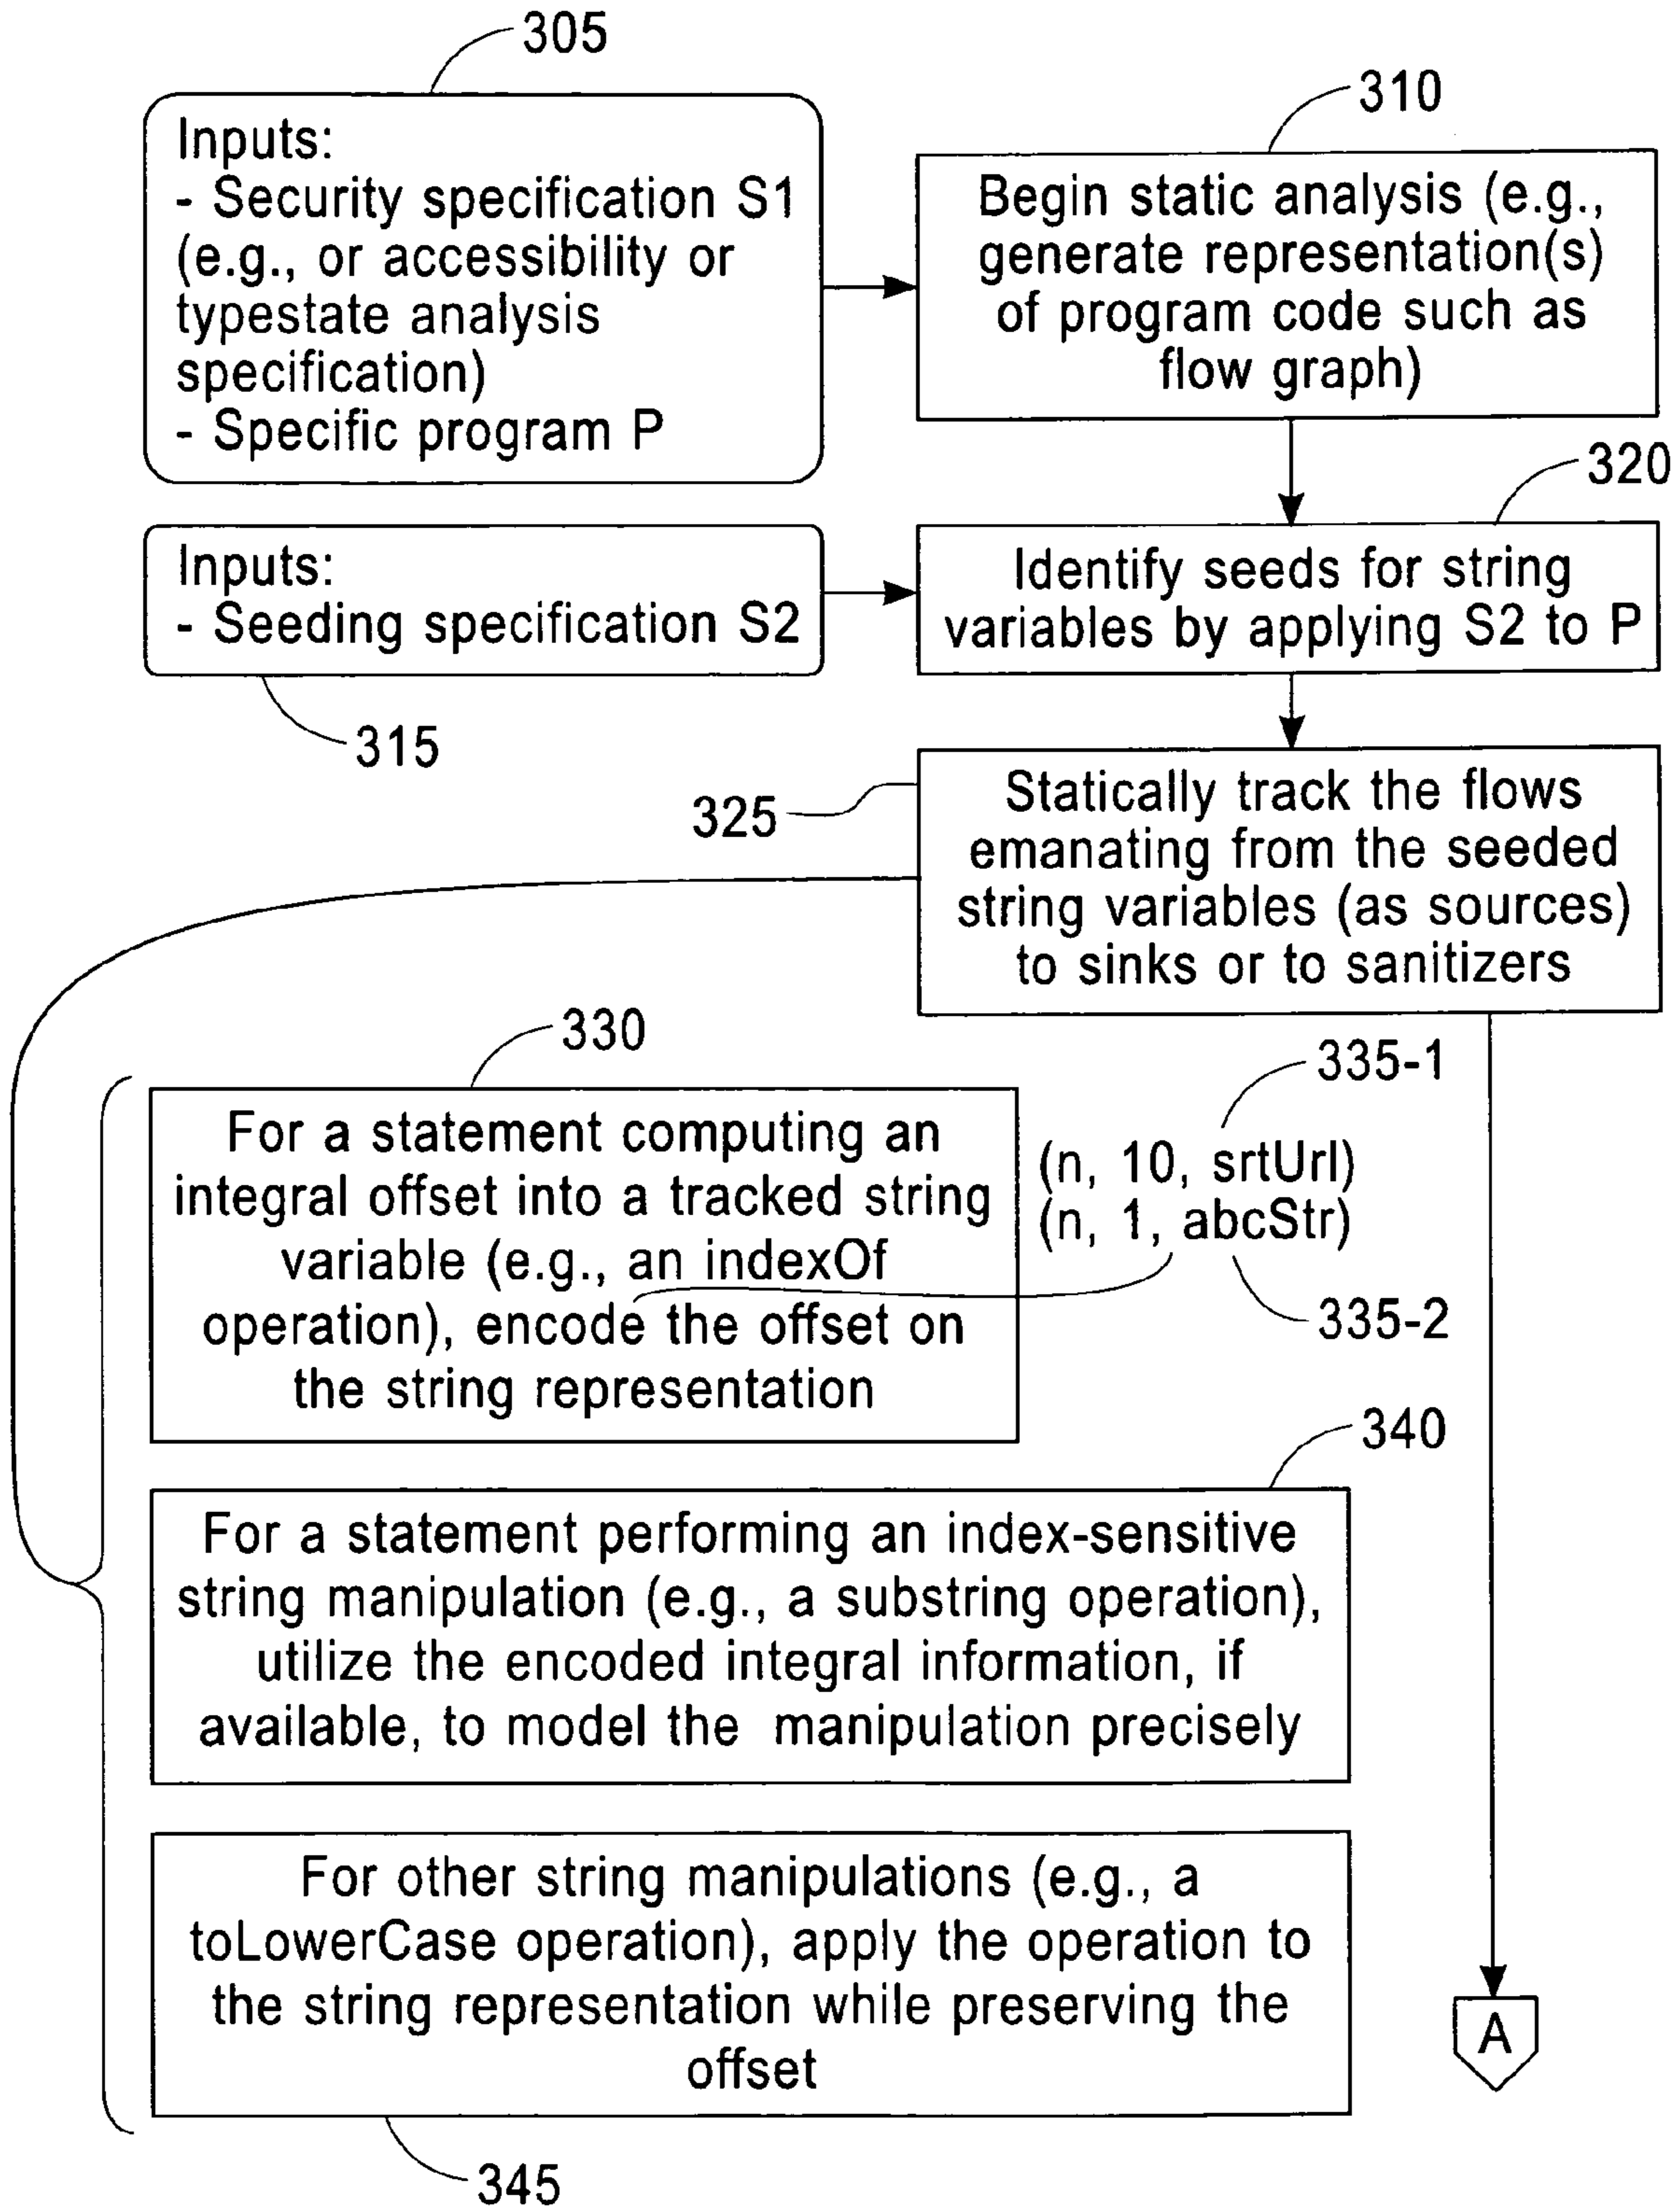 305
Inputs:
- Security specification S1
(e.g., or accessibility or
typestate analysis
specification)
- Specific program P
310
Begin static analysis (e.g.,
generate representation(s)
of program code such as
flow graph)
Inputs:
- Seeding specification S2
315
320
Identify seeds for string
variables by applying S2 to P
325
Statically track the flows
emanating from the seeded
string variables (as sources)
to sinks or to sanitizers
330
For a statement computing an
integral offset into a tracked string
variable (e.g., an indexOf
operation), encode the offset on
the string representation
335-1
(n, 10, srtUrl)
(n, 1, abcStr)
335-2
340
For a statement performing an index-sensitive
string manipulation (e.g., a substring operation),
utilize the encoded integral information, if
available, to model the manipulation precisely
For other string manipulations (e.g., a
toLowerCase operation), apply the operation to
the string representation while preserving the
offset
345
A